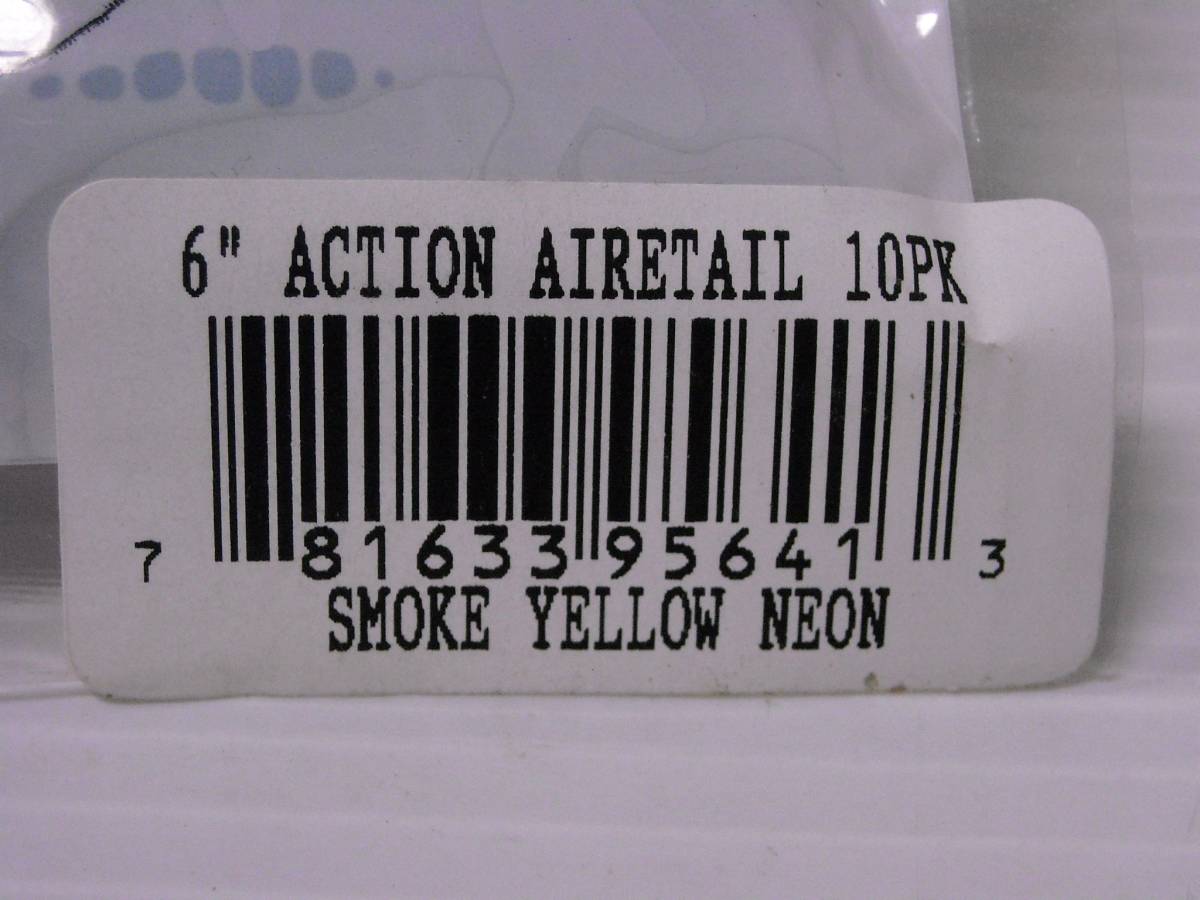 6" ACTION AIRETAIL 10PK
7 81633 95641 3
SMOKE YELLOW NEON